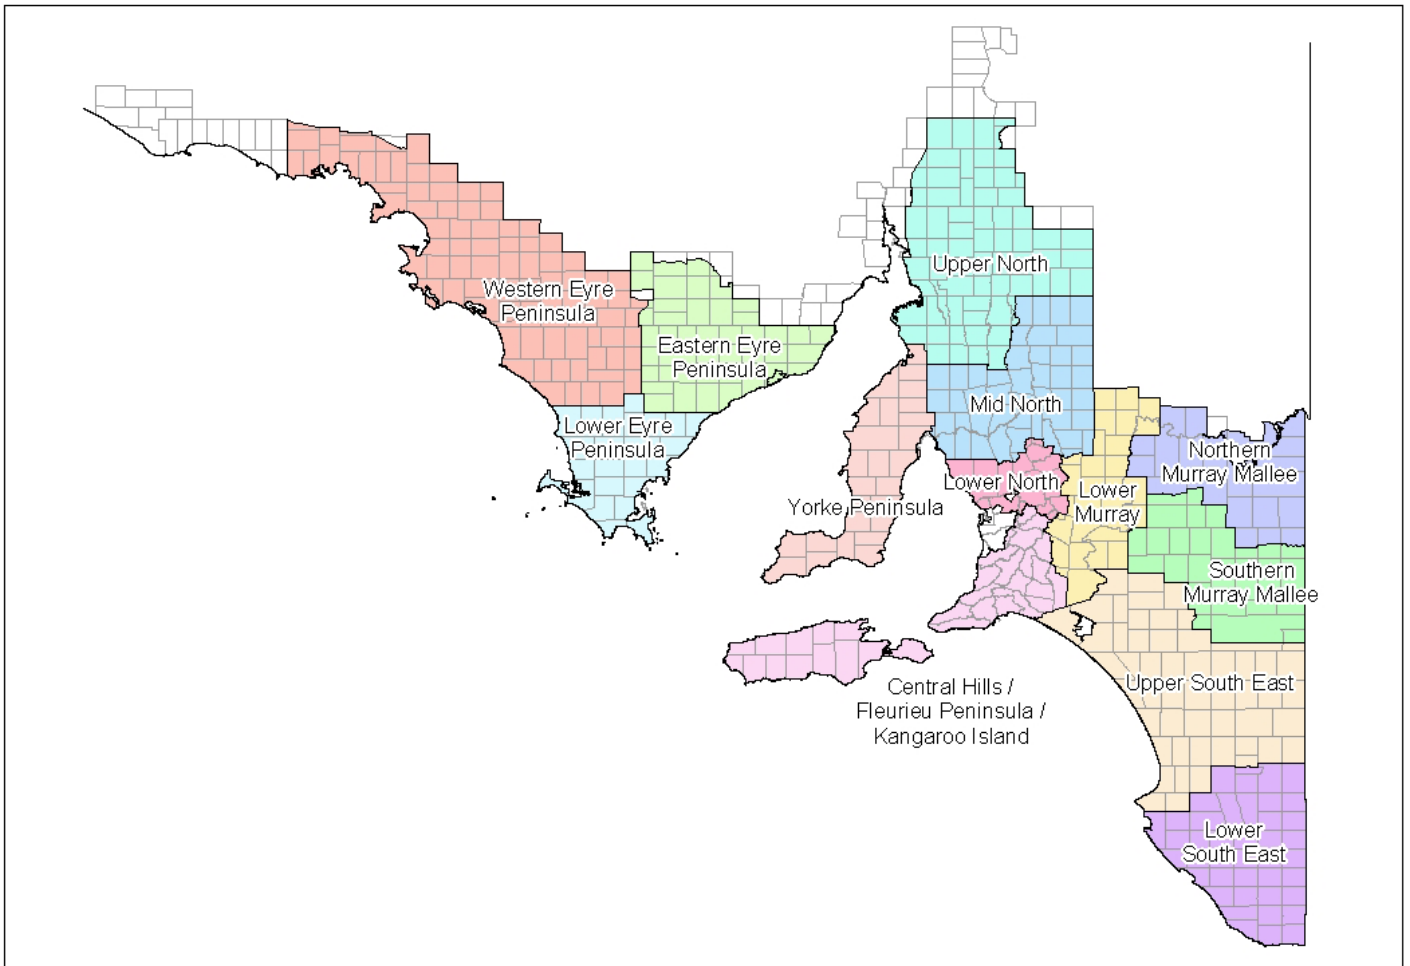 Upper North
Western Eyre
Peninsula
Eastern Eyre
Peninsula
Mid North
Lower Eyre
Peninsula
Northern
Murray Mallee
Lower North
Lower
Murray
Yorke Peninsula
Southern
Murray Mallee
Upper South East
Central Hills /
Fleurieu Peninsula /
Kangaroo Island
Lower
South East